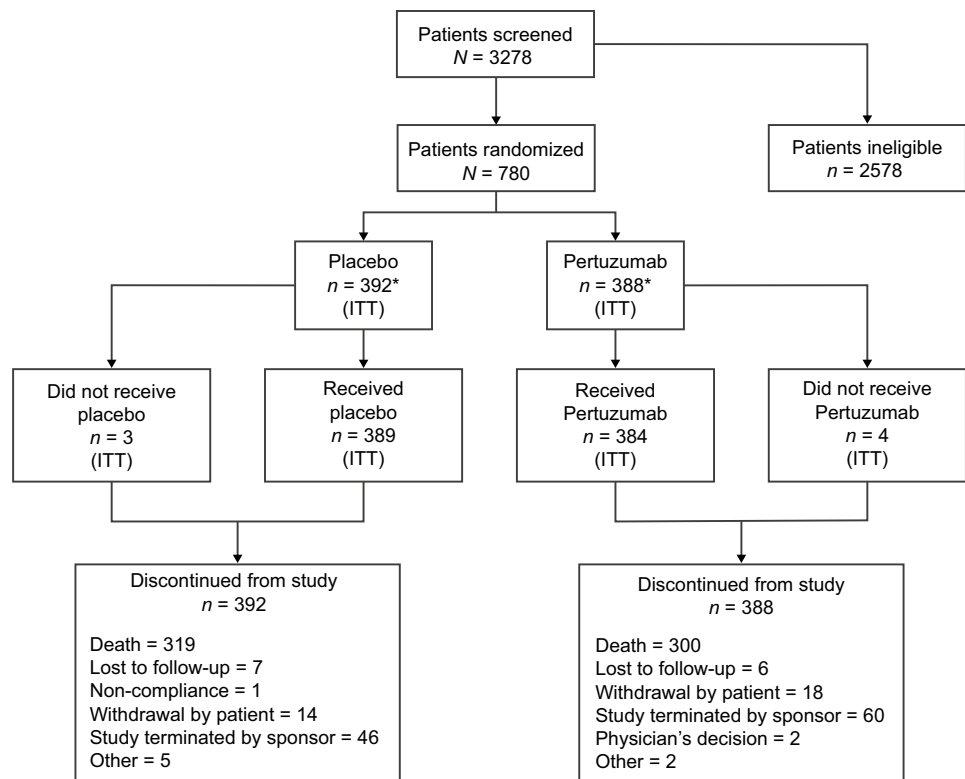 Patients screened
N = 3278
Patients randomized
N = 780
Patients ineligible
n = 2578
Placebo
n = 392*
(ITT)
Pertuzumab
n = 388*
(ITT)
Did not receive
placebo
n = 3
(ITT)
Received
placebo
n = 389
(ITT)
Received
Pertuzumab
n = 384
(ITT)
Did not receive
Pertuzumab
n = 4
(ITT)
Discontinued from study
n = 392
Death = 319
Lost to follow-up = 7
Non-compliance = 1
Withdrawal by patient = 14
Study terminated by sponsor = 46
Other = 5
Discontinued from study
n = 388
Death = 300
Lost to follow-up = 6
Withdrawal by patient = 18
Study terminated by sponsor = 60
Physician’s decision = 2
Other = 2